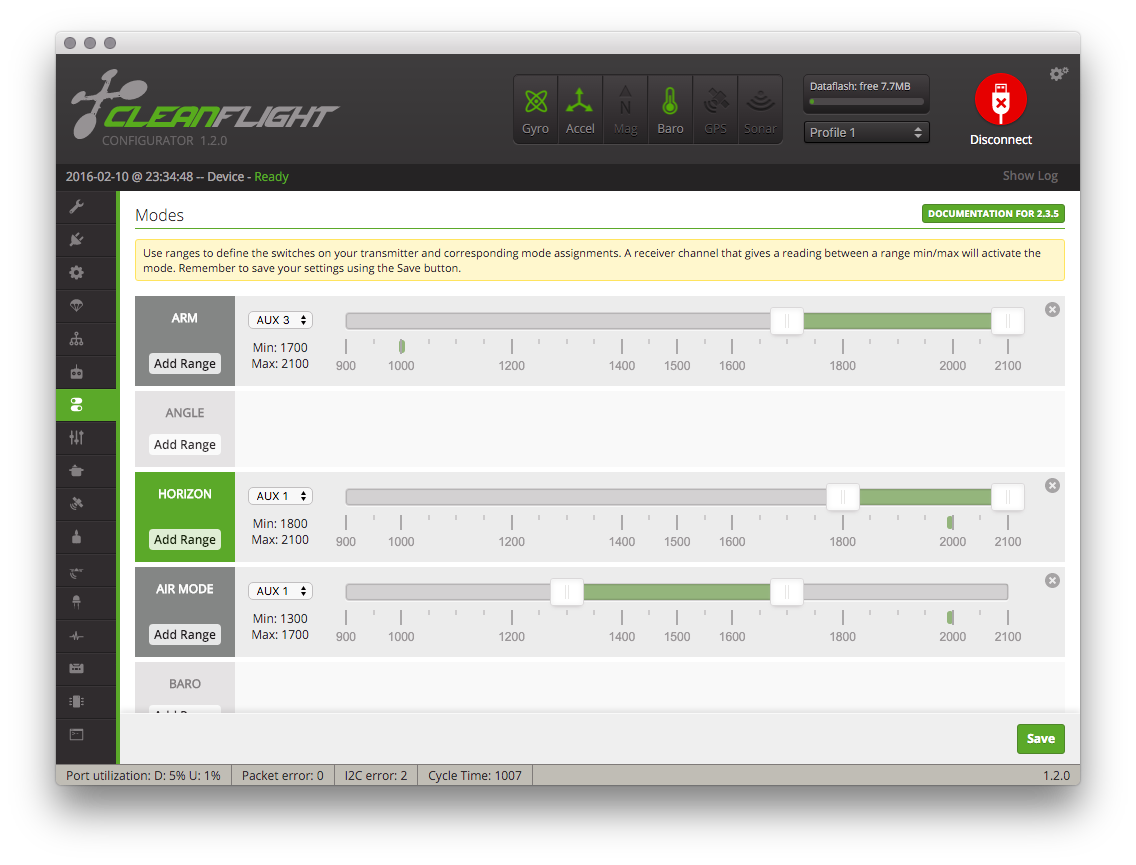 CLEANFLIGHT
CONFIGURATOR 1.2.0
Gyro Accel Mag Baro GPS Sonar
Dataflash: free 7.7MB
Profile 1
Disconnect
2016-02-10 @ 23:34:48 -- Device - Ready
Show Log
Modes
DOCUMENTATION FOR 2.3.5
Use ranges to define the switches on your transmitter and corresponding mode assignments. A receiver channel that gives a reading between a range min/max will activate the
mode. Remember to save your settings using the Save button.
ARM
Add Range
AUX 3
Min: 1700
Max: 2100
900 1000 1200 1400 1500 1600 1800 2000 2100
ANGLE
Add Range
HORIZON
Add Range
AUX 1
Min: 1800
Max: 2100
900 1000 1200 1400 1500 1600 1800 2000 2100
AIR MODE
Add Range
AUX 1
Min: 1300
Max: 1700
900 1000 1200 1400 1500 1600 1800 2000 2100
BARO
Add Range
Save
Port utilization: D: 5% U: 1% Packet error: 0 I2C error: 2 Cycle Time: 1007 1.2.0